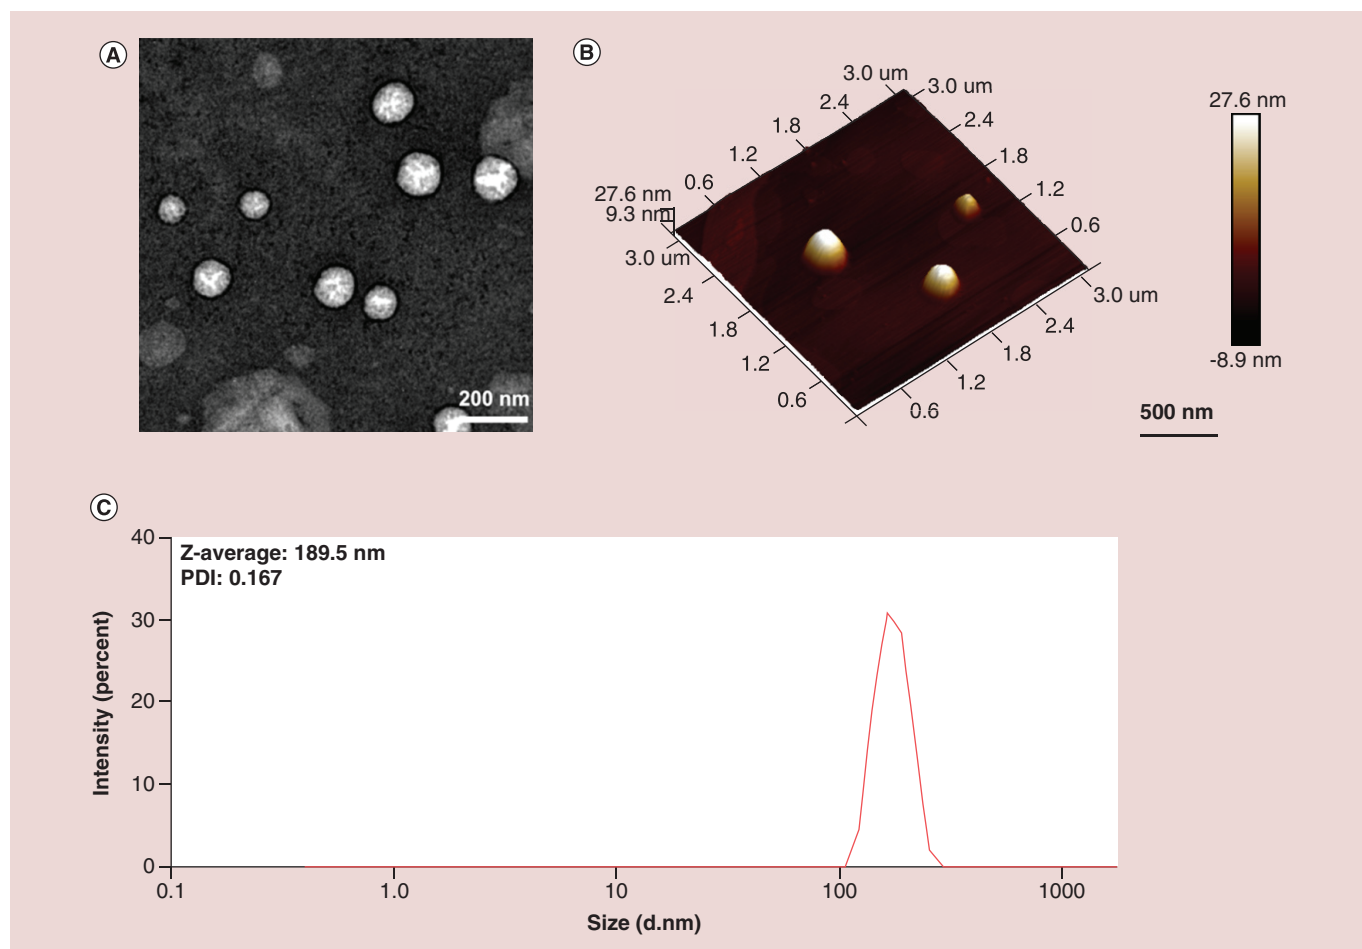 A
200 nm
B
3.0 um
2.4
1.8
1.2
0.6
27.6 nm
9.3 nm
3.0 um
2.4
1.8
1.2
0.6
3.0 um
2.4
1.8
1.2
0.6
3.0 um
2.4
1.8
1.2
0.6
27.6 nm
-8.9 nm
500 nm
C
Z-average: 189.5 nm
PDI: 0.167
Intensity (percent)
40
30
20
10
0
0.1 1.0 10 100 1000
Size (d.nm)